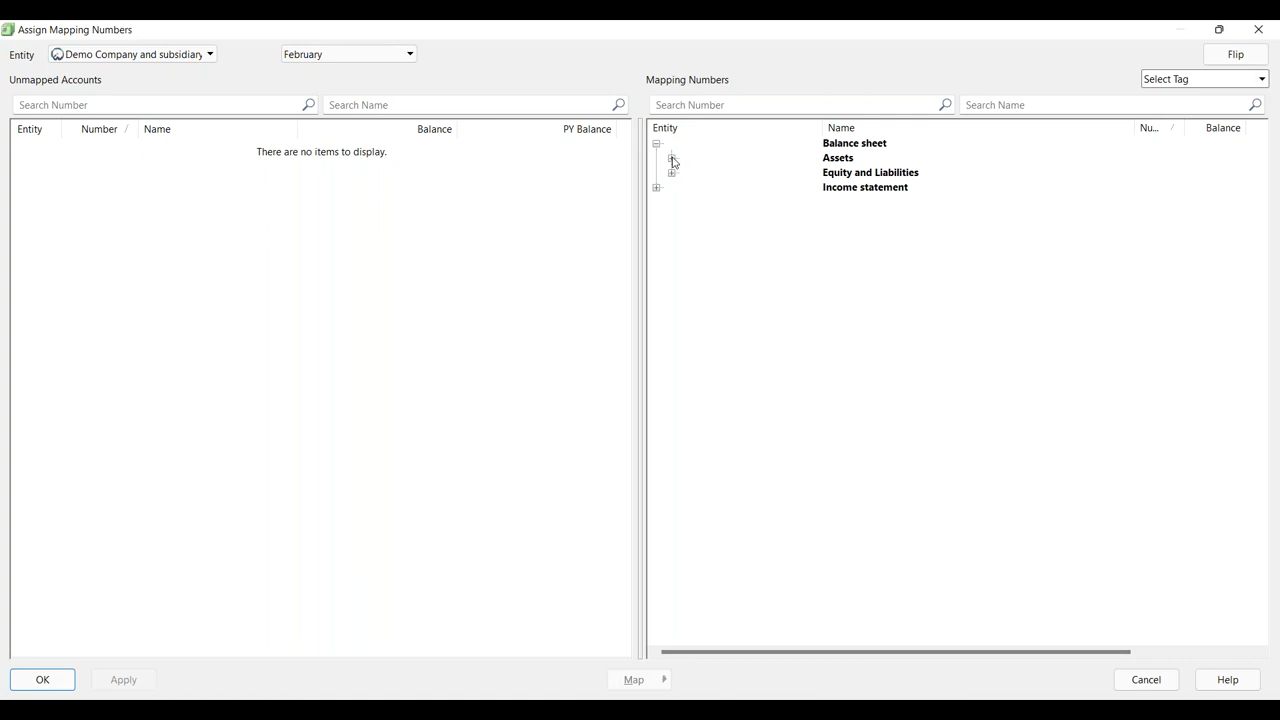 Assign Mapping Numbers
Entity Demo Company and subsidiary February Flip
Unmapped Accounts Mapping Numbers Select Tag
Search Number Search Name Search Number Search Name
Entity Number / Name Balance PY Balance Entity Name Nu... / Balance
There are no items to display.
Balance sheet
Assets
Equity and Liabilities
Income statement
OK Apply Map Cancel Help